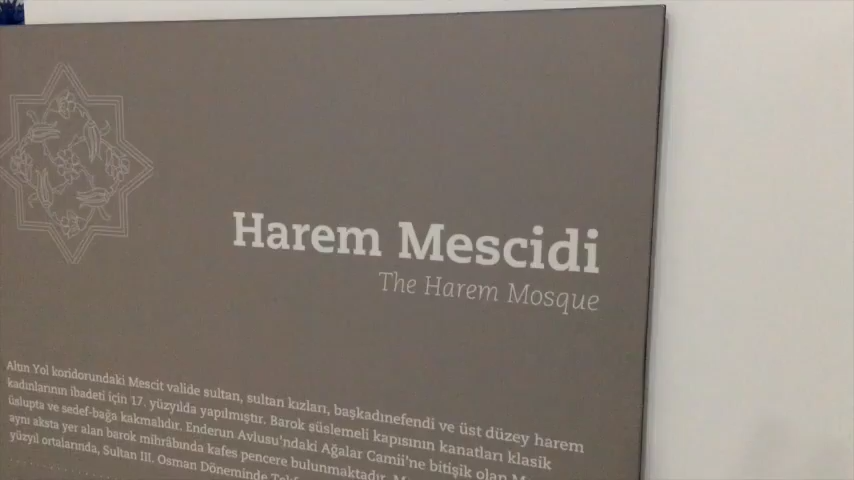 Harem Mescidi
The Harem Mosque
Altın Yol koridorundaki Mescit valide sultan, sultan kızları, başkadınefendi ve üst düzey harem
kadınlarının ibadeti için 17. yüzyılda yapılmıştır. Barok süslemeli kapısının kanatları klasik
üslupta ve sedef-bağa kakmalıdır. Enderun Avlusu'ndaki Ağalar Camii'ne bitişik olan
aynı aksta yer alan barok mihrâbında kafes pencere bulunmaktadır.
yüzyıl ortalarında, Sultan III. Osman Döneminde